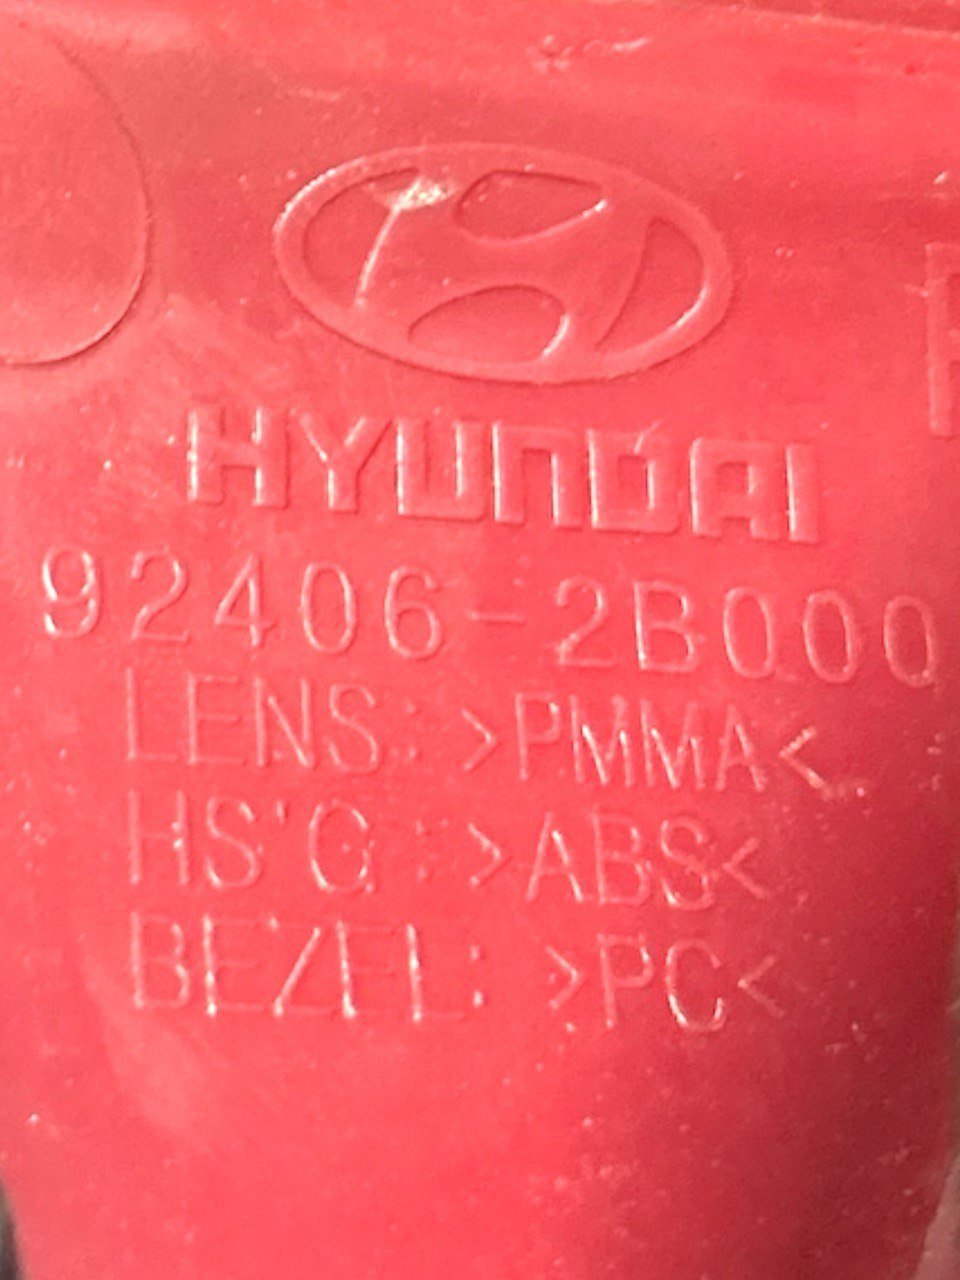 HYUNDAI
92406-2B000
LENS: >PMMA<
HS'G : >ABS<
BEZEL: >PC<